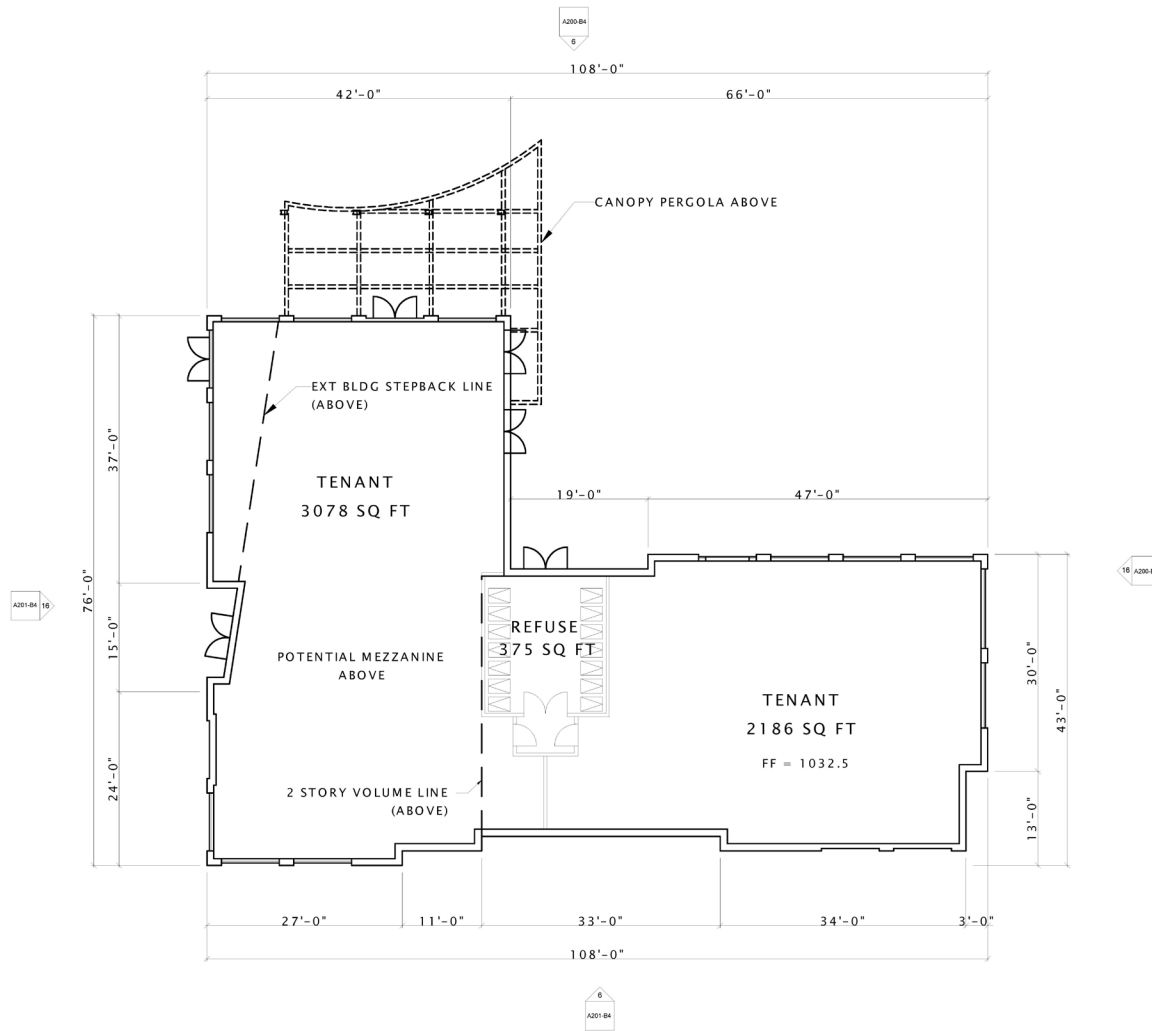 A200-B4
6
108'-0"
42'-0"
66'-0"
CANOPY PERGOLA ABOVE
EXT BLDG STEPBACK LINE
(ABOVE)
37'-0"
TENANT
3078 SQ FT
19'-0"
47'-0"
76'-0"
A201-B4 16
15'-0"
16 A200-B
REFUSE
375 SQ FT
POTENTIAL MEZZANINE
ABOVE
30'-0"
43'-0"
TENANT
2186 SQ FT
FF = 1032.5
24'-0"
2 STORY VOLUME LINE
(ABOVE)
13'-0"
27'-0"
11'-0"
33'-0"
34'-0"
3'-0"
108'-0"
6
A201-B4